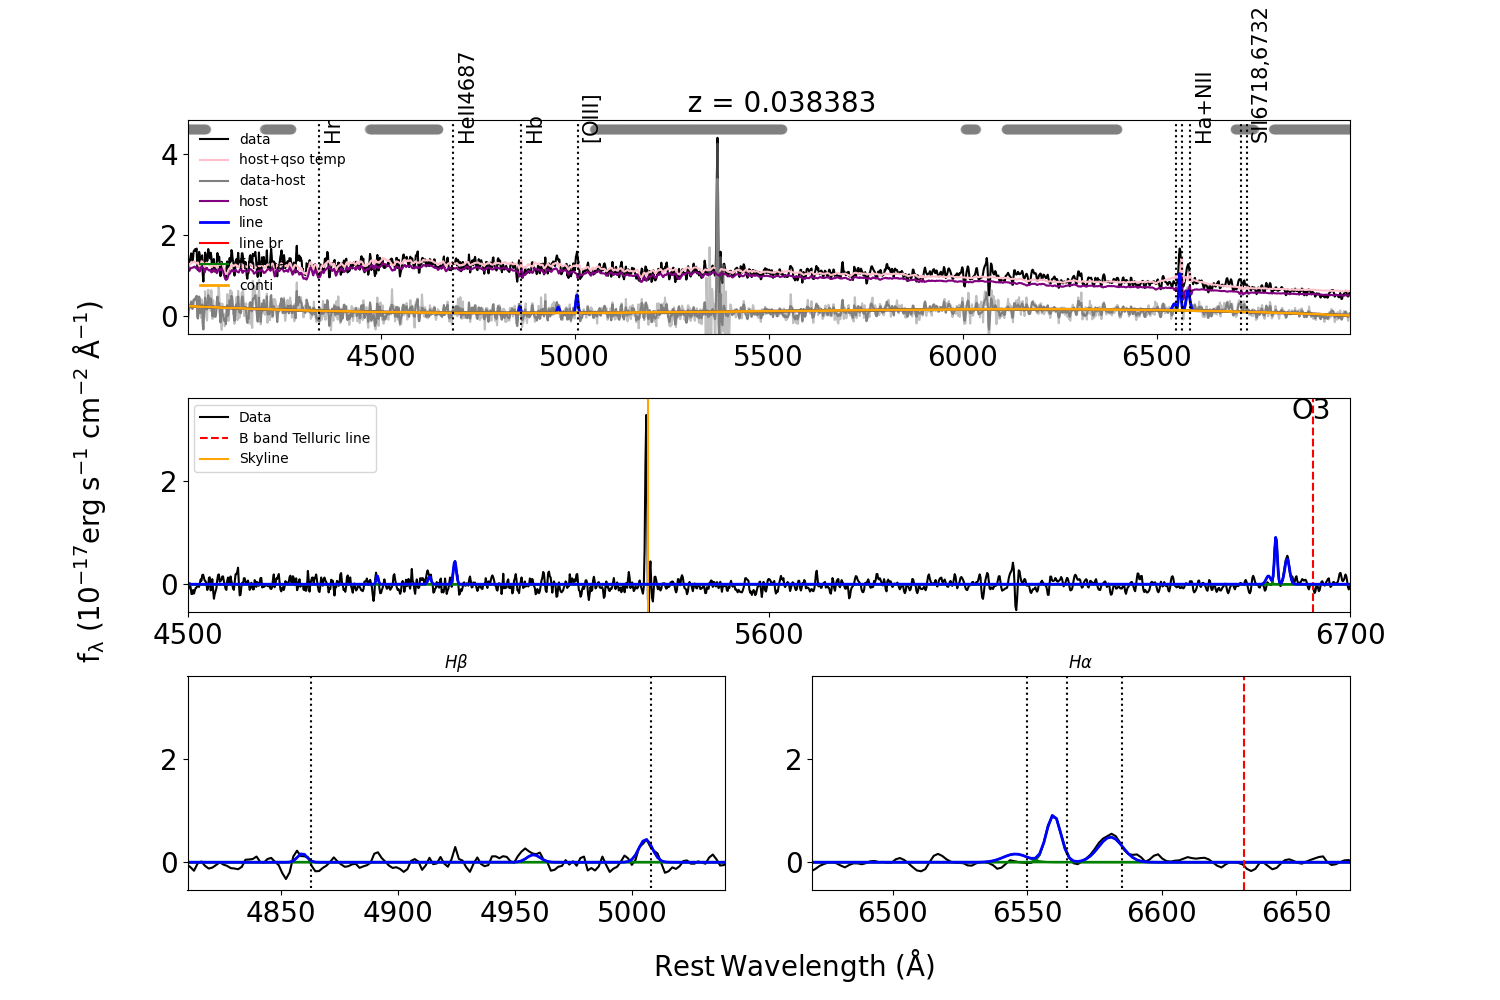 z = 0.038383
Hr
HeII4687
Hb
[OIII]
Ha+NII
SII6718,6732
data
host+qso temp
data-host
host
line
line br
conti
4
2
0
4500
5000
5500
6000
6500
Data
B band Telluric line
Skyline
O3
2
0
4500
5600
6700
fλ (10⁻¹⁷erg s⁻¹ cm⁻² Å⁻¹)
Hβ
2
0
4850
4900
4950
5000
Hα
2
0
6500
6550
6600
6650
Rest Wavelength (Å)